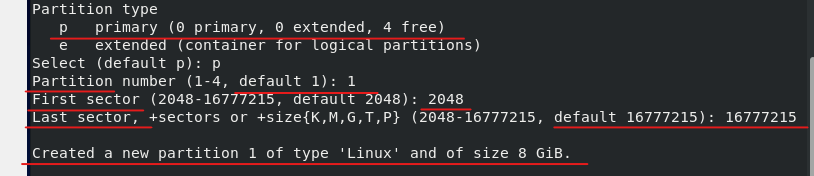 Partition type
   p   primary (0 primary, 0 extended, 4 free)
   e   extended (container for logical partitions)
Select (default p): p
Partition number (1-4, default 1): 1
First sector (2048-16777215, default 2048): 2048
Last sector, +sectors or +size{K,M,G,T,P} (2048-16777215, default 16777215): 16777215
Created a new partition 1 of type 'Linux' and of size 8 GiB.